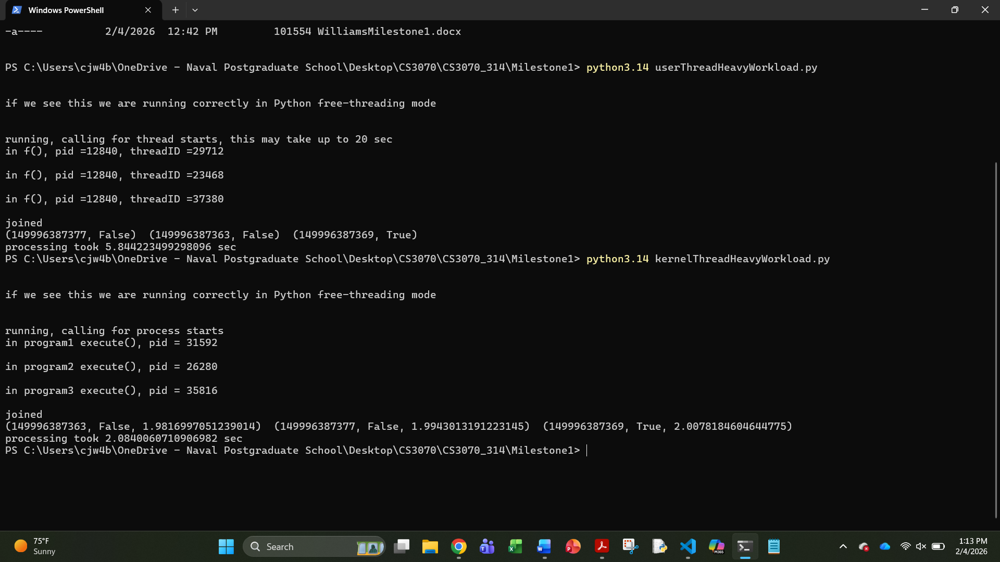 Windows PowerShell
-a---- 2/4/2026 12:42 PM 101554 WilliamsMilestone1.docx
PS C:\Users\cjw4b\OneDrive - Naval Postgraduate School\Desktop\CS3070\CS3070_314\Milestone1> python3.14 userThreadHeavyWorkload.py
if we see this we are running correctly in Python free-threading mode
running, calling for thread starts, this may take up to 20 sec
in f(), pid =12840, threadID =29712
in f(), pid =12840, threadID =23468
in f(), pid =12840, threadID =37380
joined
(149996387377, False) (149996387363, False) (149996387369, True)
processing took 5.844223499298096 sec
PS C:\Users\cjw4b\OneDrive - Naval Postgraduate School\Desktop\CS3070\CS3070_314\Milestone1> python3.14 kernelThreadHeavyWorkload.py
if we see this we are running correctly in Python free-threading mode
running, calling for process starts
in program1 execute(), pid = 31592
in program2 execute(), pid = 26280
in program3 execute(), pid = 35816
joined
(149996387363, False, 1.9816997051239014) (149996387377, False, 1.9943013191223145) (149996387369, True, 2.0078184604644775)
processing took 2.0840060710906982 sec
PS C:\Users\cjw4b\OneDrive - Naval Postgraduate School\Desktop\CS3070\CS3070_314\Milestone1>
75°F
Sunny
Search
M365
1:13 PM
2/4/2026